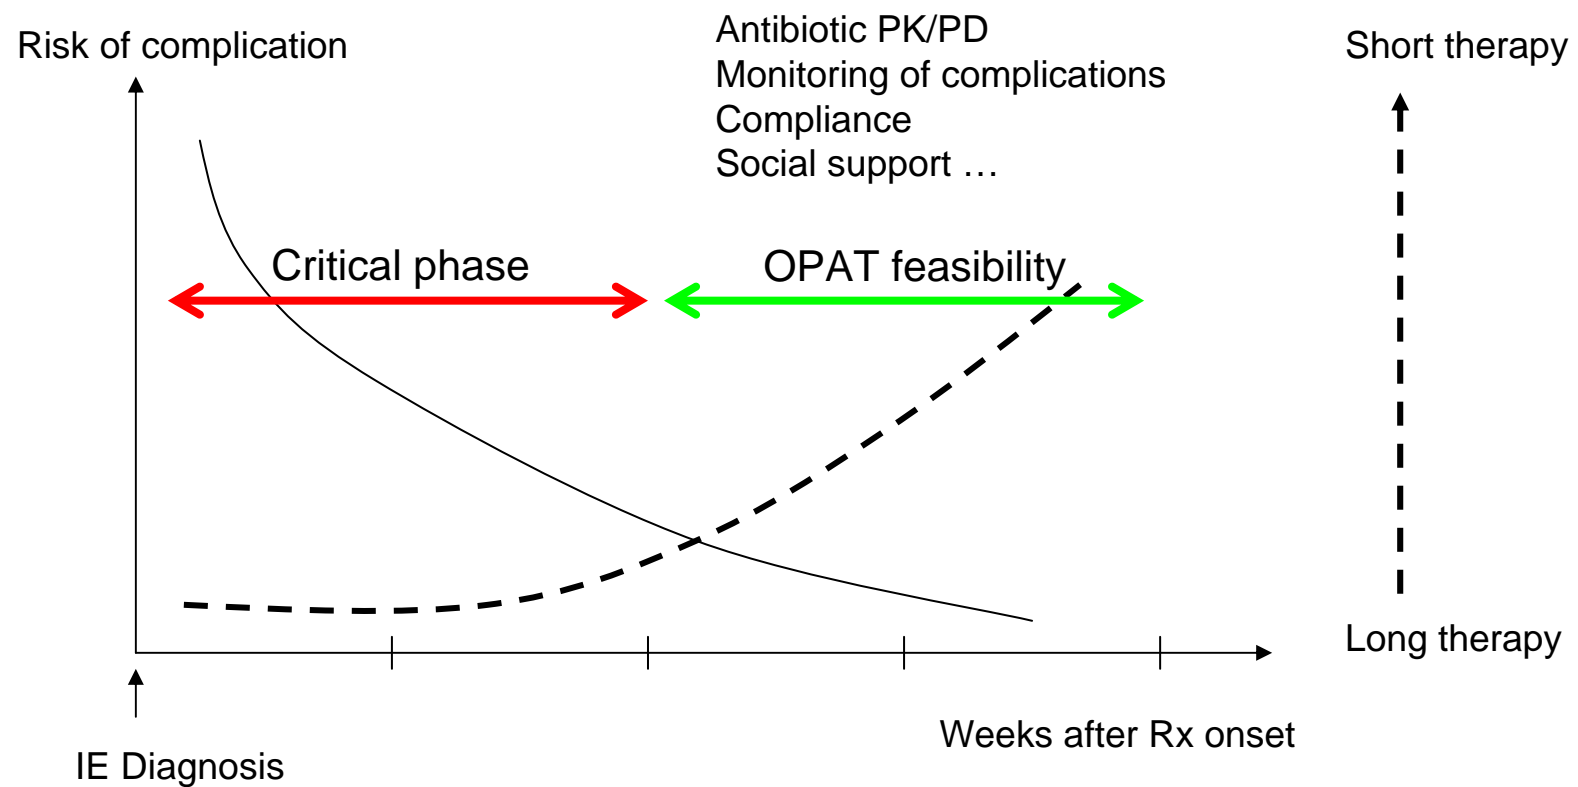 Risk of complication
Antibiotic PK/PD
Monitoring of complications
Compliance
Social support …
Short therapy
Critical phase
OPAT feasibility
Long therapy
Weeks after Rx onset
IE Diagnosis